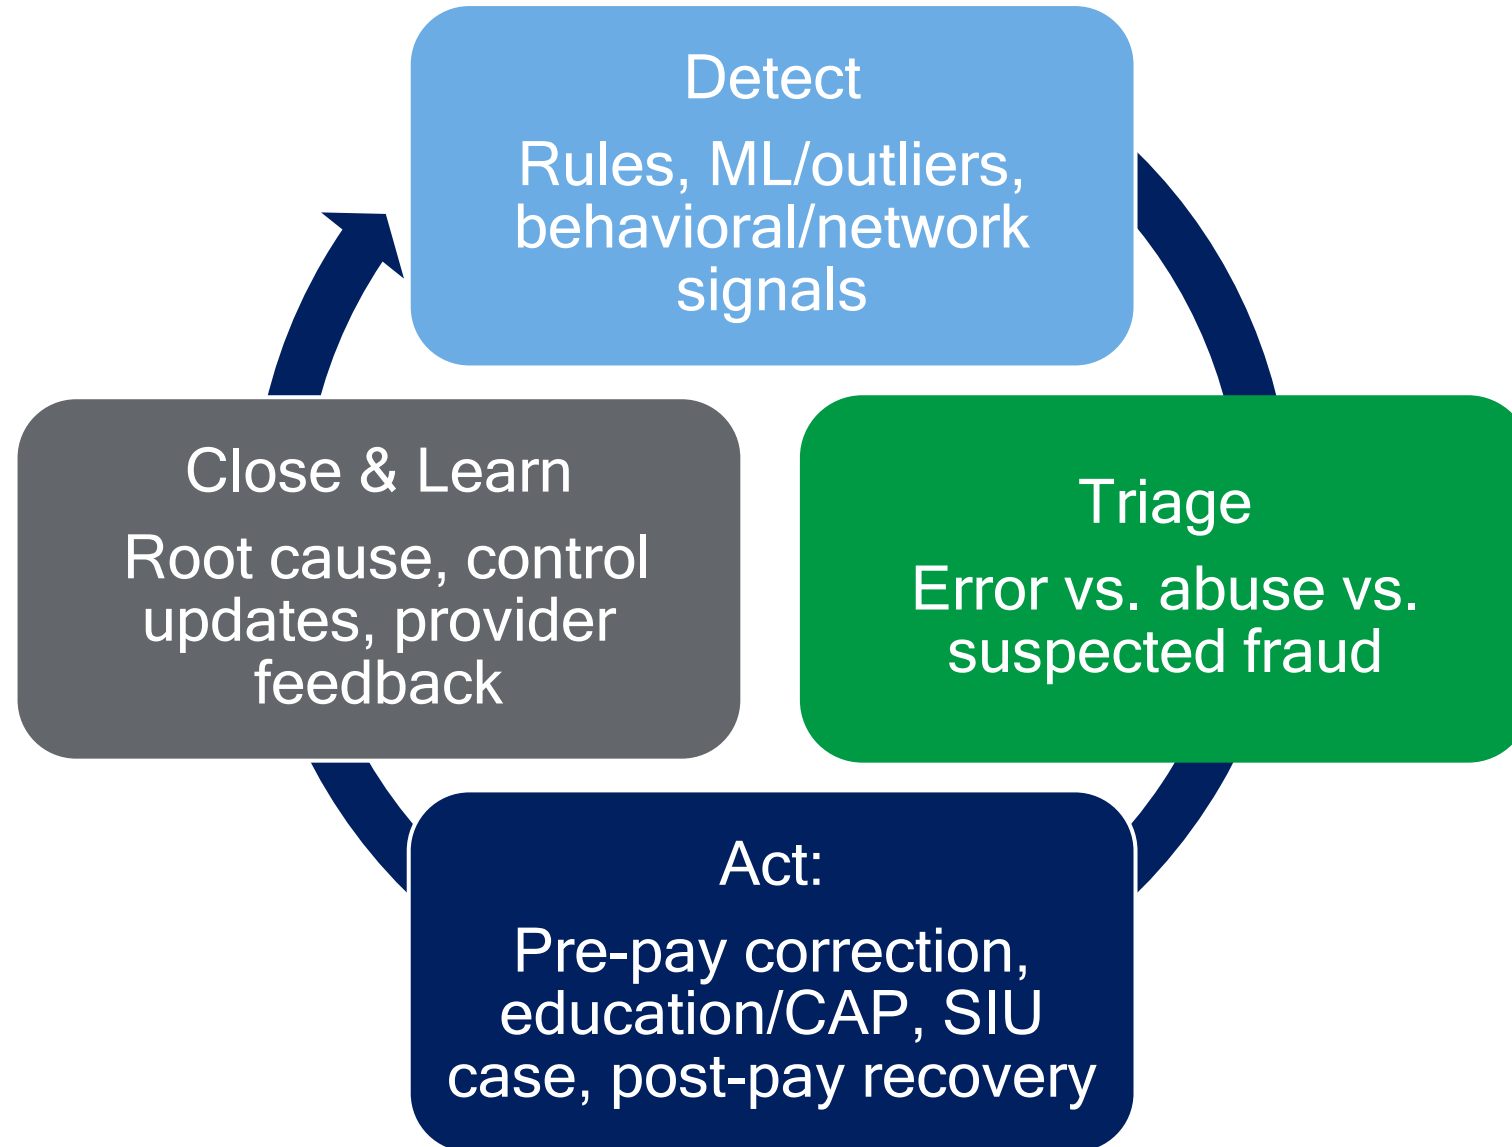 Detect
Rules, ML/outliers,
behavioral/network
signals
Triage
Error vs. abuse vs.
suspected fraud
Act:
Pre-pay correction,
education/CAP, SIU
case, post-pay recovery
Close & Learn
Root cause, control
updates, provider
feedback